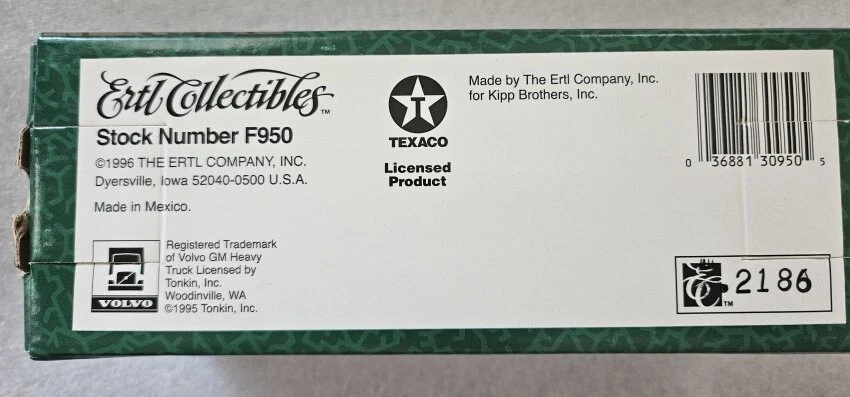 Ertl Collectibles™
Stock Number F950
©1996 THE ERTL COMPANY, INC.
Dyersville, Iowa 52040-0500 U.S.A.
Made in Mexico.
VOLVO
Registered Trademark
of Volvo GM Heavy
Truck Licensed by
Tonkin, Inc.
Woodinville, WA
©1995 Tonkin, Inc.
T
TEXACO
Licensed
Product
Made by The Ertl Company, Inc.
for Kipp Brothers, Inc.
0 36881 30950 5
™ 2186